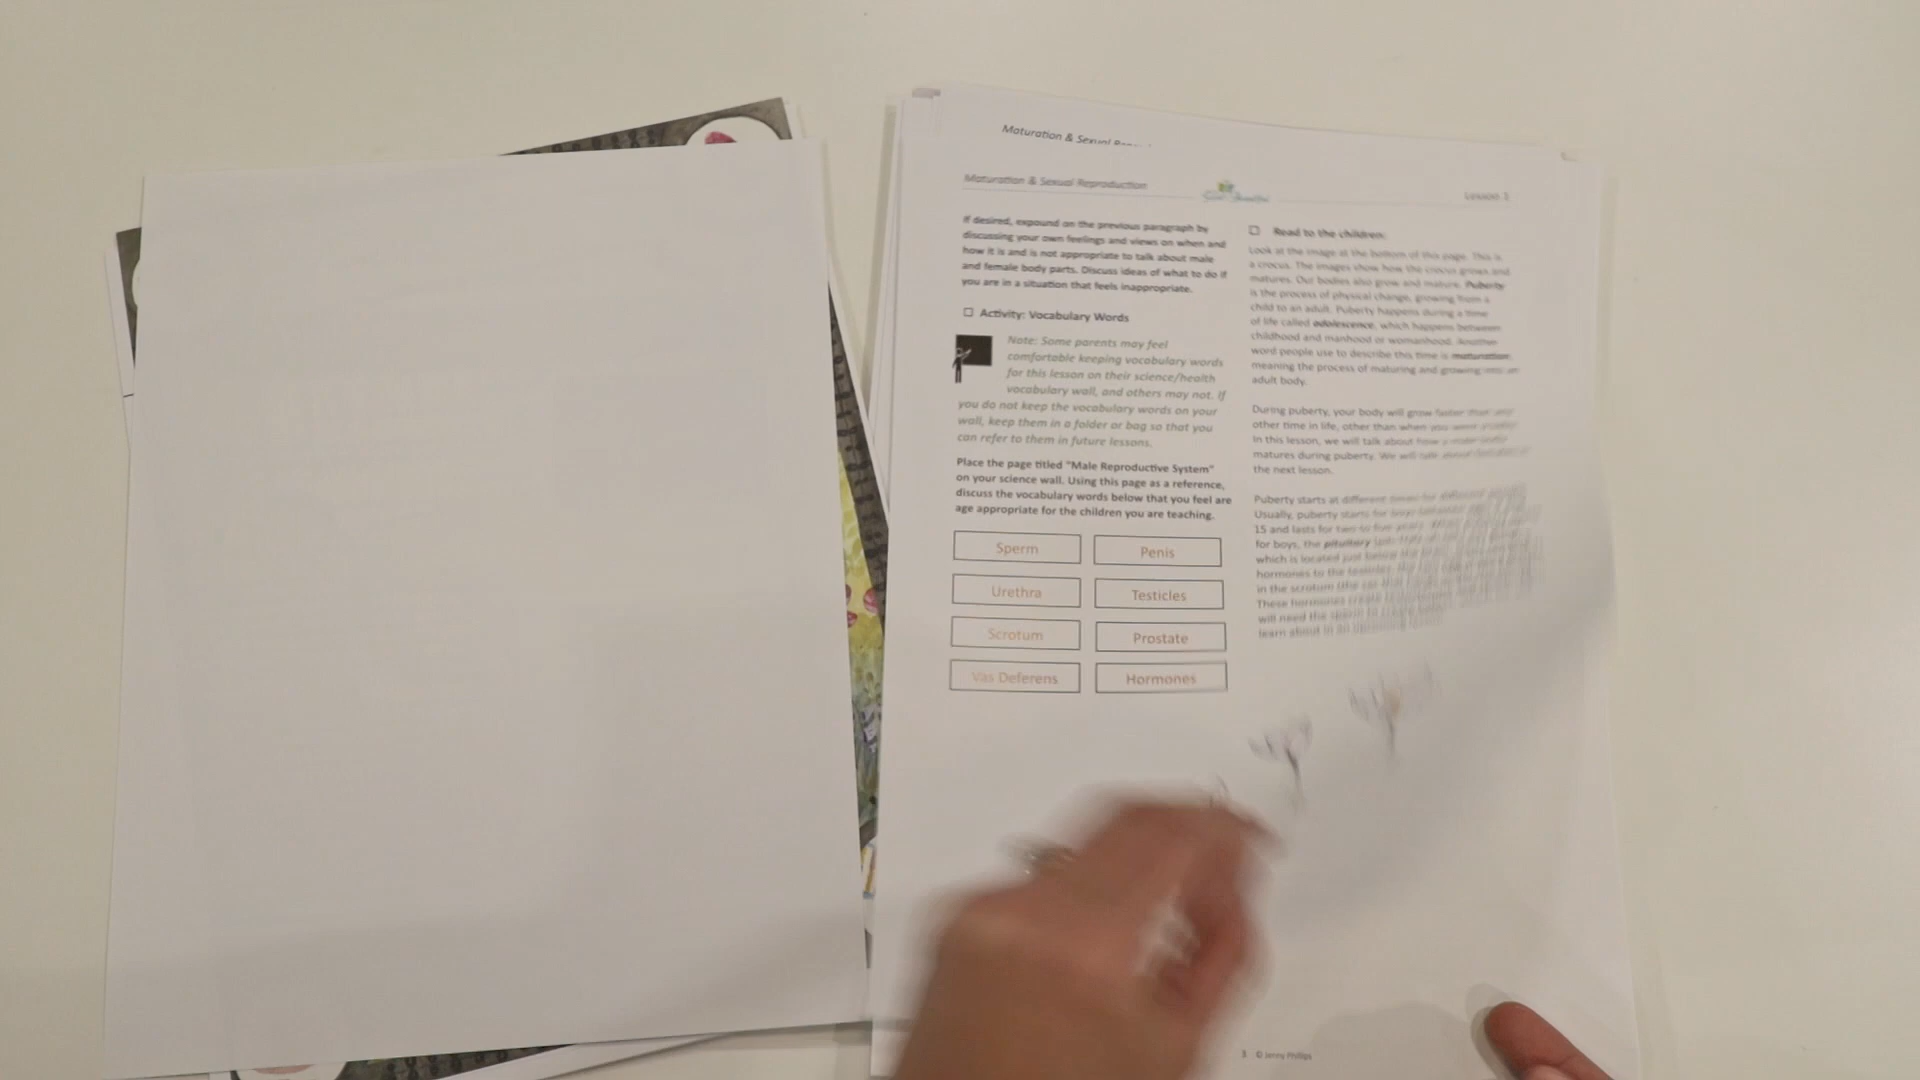 Maturation & Sexual
Maturation & Sexual Reproduction
Lesson
If desired, expound on the previous paragraph by
discussing your own feelings and views on when and
how it is and is not appropriate to talk about male
and female body parts. Discuss ideas of what to do if
you are in a situation that feels inappropriate.
Activity: Vocabulary Words
Note: Some parents may feel
comfortable keeping vocabulary words
for this lesson on their science/health
vocabulary wall, and others may not. If
you do not keep the vocabulary words on your
wall, keep them in a folder or bag so that you
can refer to them in future lessons.
Place the page titled "Male Reproductive System"
on your science wall. Using this page as a reference,
discuss the vocabulary words below that you feel are
age appropriate for the children you are teaching.
Sperm
Penis
Urethra
Testicles
Scrotum
Prostate
Vas Deferens
Hormones
Read to the children:
Look at the image at the bottom of this page. This is
a crocus. The images show how the crocus grows and
matures. Our bodies also grow and mature. Puberty
is the process of physical change, growing from a
child to an adult. Puberty happens during a time
of life called adolescence, which happens between
childhood and manhood or womanhood. Another
word people use to describe this time is maturation,
meaning the process of maturing and growing into an
adult body.
During puberty, your body will grow faster than any
other time in life, other than when you were a
In this lesson, we will talk about how a male
matures during puberty. We will
the next lesson.
Puberty starts at different times for different
Usually, puberty starts for boys between
15 and lasts for two to five years.
for boys, the pituitary
which is located just below the
hormones to the testicles
in the scrotum
These hormones create
will need the sperm to create
learn about in an upcoming
3 © Jenny Phillips